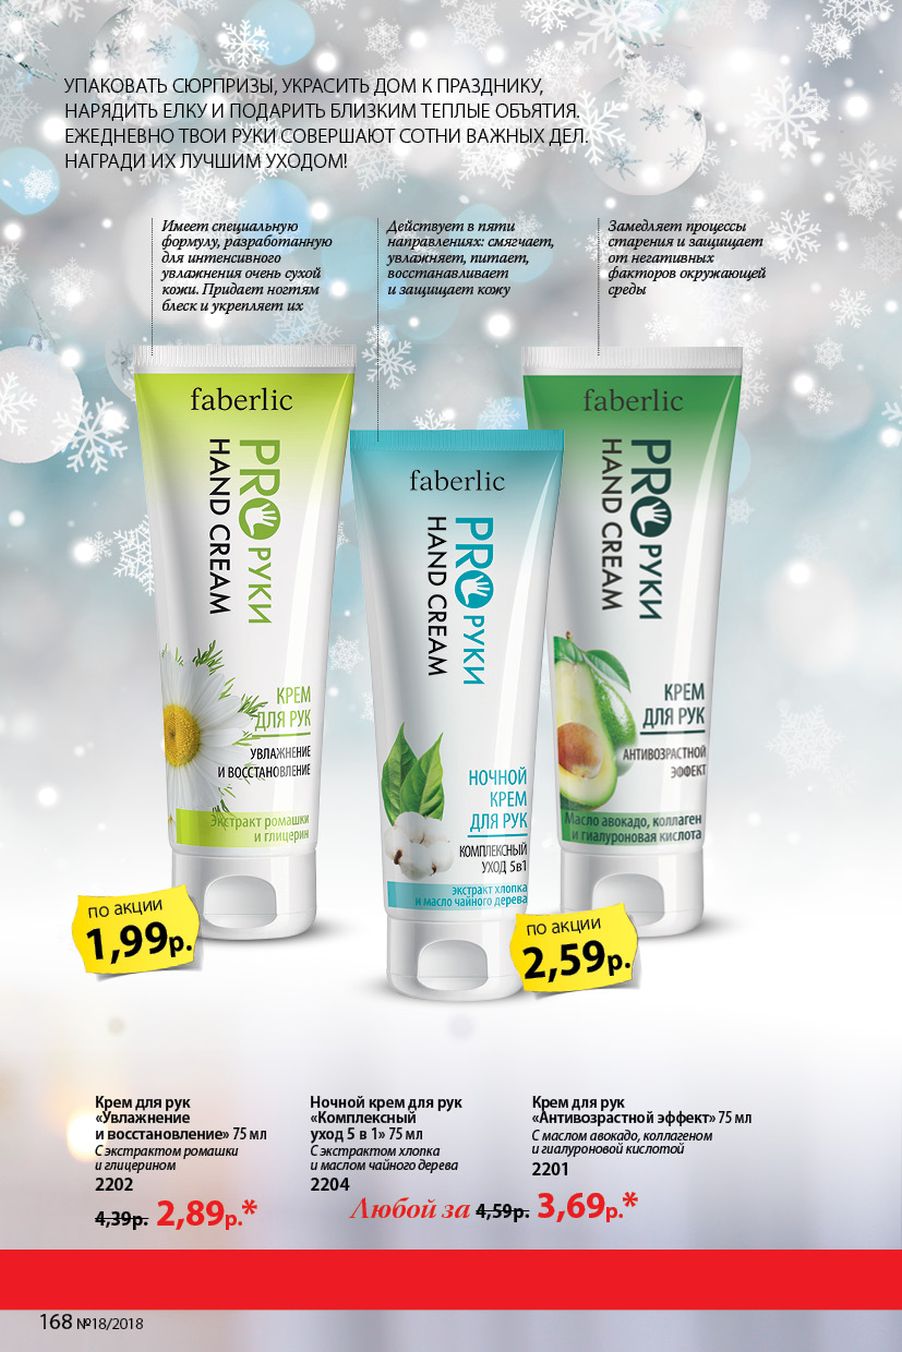 УПАКОВАТЬ СЮРПРИЗЫ, УКРАСИТЬ ДОМ К ПРАЗДНИКУ,
НАРЯДИТЬ ЕЛКУ И ПОДАРИТЬ БЛИЗКИМ ТЕПЛЫЕ ОБЪЯТИЯ.
ЕЖЕДНЕВНО ТВОИ РУКИ СОВЕРШАЮТ СОТНИ ВАЖНЫХ ДЕЛ.
НАГРАДИ ИХ ЛУЧШИМ УХОДОМ!
Имеет специальную
формулу, разработанную
для интенсивного
увлажнения очень сухой
кожи. Придает ногтям
блеск и укрепляет их
Действует в пяти
направлениях: смягчает,
увлажняет, питает,
восстанавливает
и защищает кожу
Замедляет процессы
старения и защищает
от негативных
факторов окружающей
среды
faberlic
PRO РУКИ
HAND CREAM
КРЕМ
ДЛЯ РУК
УВЛАЖНЕНИЕ
И ВОССТАНОВЛЕНИЕ
Экстракт ромашки
и глицерин
faberlic
PRO РУКИ
HAND CREAM
НОЧНОЙ
КРЕМ
ДЛЯ РУК
КОМПЛЕКСНЫЙ
УХОД 5в1
экстракт хлопка
и масло чайного дерева
faberlic
PRO РУКИ
HAND CREAM
КРЕМ
ДЛЯ РУК
АНТИВОЗРАСТНОЙ
ЭФФЕКТ
Масло авокадо, коллаген
и гиалуроновая кислота
по акции
1,99р.
по акции
2,59р.
Крем для рук
«Увлажнение
и восстановление» 75 мл
С экстрактом ромашки
и глицерином
2202
4,39р. 2,89р.*
Ночной крем для рук
«Комплексный
уход 5 в 1» 75 мл
С экстрактом хлопка
и маслом чайного дерева
2204
Крем для рук
«Антивозрастной эффект» 75 мл
С маслом авокадо, коллагеном
и гиалуроновой кислотой
2201
Любой за 4,59р. 3,69р.*
168 №18/2018